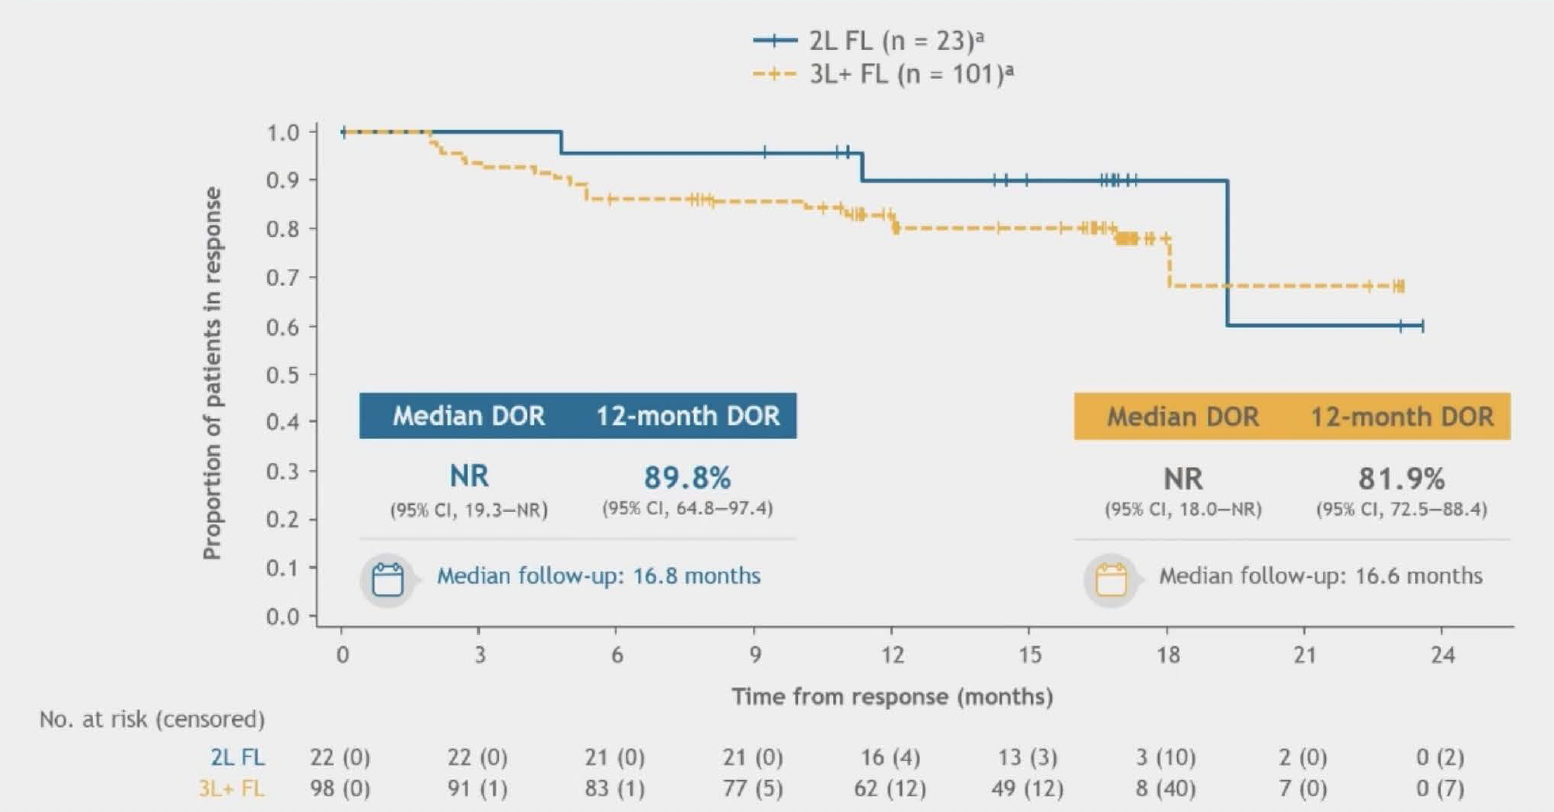 2L FL (n = 23)ᵃ
3L+ FL (n = 101)ᵃ
Proportion of patients in response
1.0
0.9
0.8
0.7
0.6
0.5
0.4
0.3
0.2
0.1
0.0
Median DOR 12-month DOR
NR 89.8%
(95% CI, 19.3–NR) (95% CI, 64.8–97.4)
Median follow-up: 16.8 months
Median DOR 12-month DOR
NR 81.9%
(95% CI, 18.0–NR) (95% CI, 72.5–88.4)
Median follow-up: 16.6 months
0 3 6 9 12 15 18 21 24
Time from response (months)
No. at risk (censored)
2L FL 22 (0) 22 (0) 21 (0) 21 (0) 16 (4) 13 (3) 3 (10) 2 (0) 0 (2)
3L+ FL 98 (0) 91 (1) 83 (1) 77 (5) 62 (12) 49 (12) 8 (40) 7 (0) 0 (7)